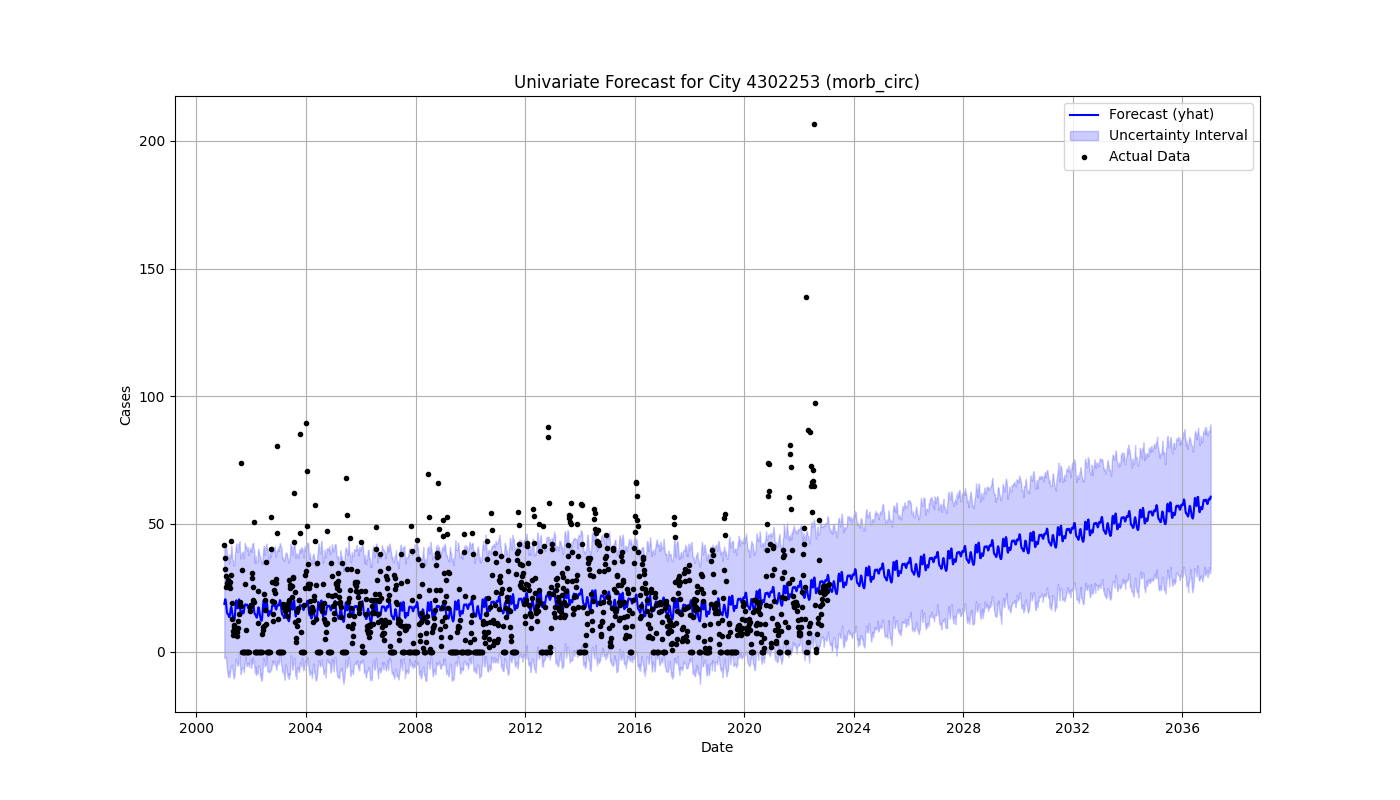 Univariate Forecast for City 4302253 (morb_circ)
Forecast (yhat)
Uncertainty Interval
Actual Data
Cases
200
150
100
50
0
2000 2004 2008 2012 2016 2020 2024 2028 2032 2036
Date